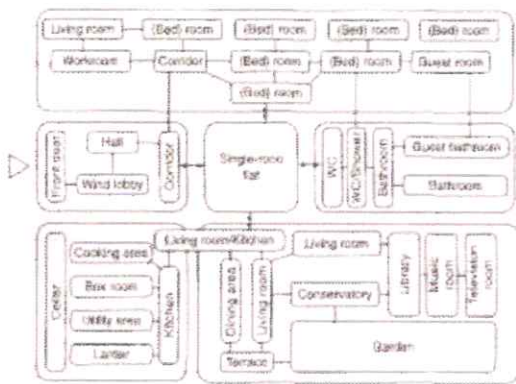 Living room (Bed) room (Bed) room (Bed) room (Bed) room
Workroom Corridor (Bed) room (Bed) room Guest room
(Bed) room
Front door
Hall
Wind lobby
Corridor
Single-room
flat
WC
WC/Shower
Bathroom
Guest bathroom
Bathroom
Living room/Kitchen
Cellar
Cooking area
Box room
Utility area
Larder
Kitchen
Dining area
Living room
Living room
Conservatory
Library
Music
room
Television
room
Terrace
Garden